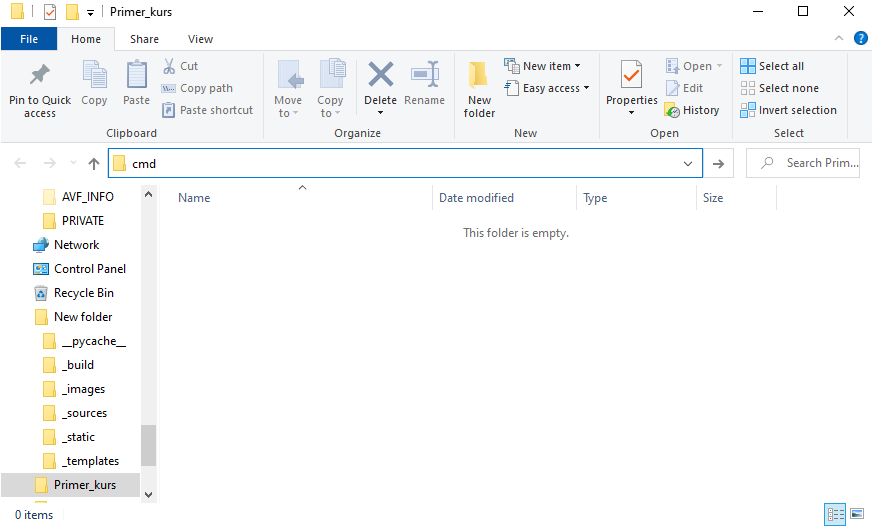 Primer_kurs
File Home Share View
Pin to Quick access
Copy
Paste
Cut
Copy path
Paste shortcut
Clipboard
Move to
Copy to
Delete
Rename
Organize
New folder
New item
Easy access
New
Properties
Open
Edit
History
Open
Select all
Select none
Invert selection
Select
cmd
Search Prim...
Name Date modified Type Size
This folder is empty.
AVF_INFO
PRIVATE
Network
Control Panel
Recycle Bin
New folder
__pycache__
_build
_images
_sources
_static
_templates
Primer_kurs
0 items